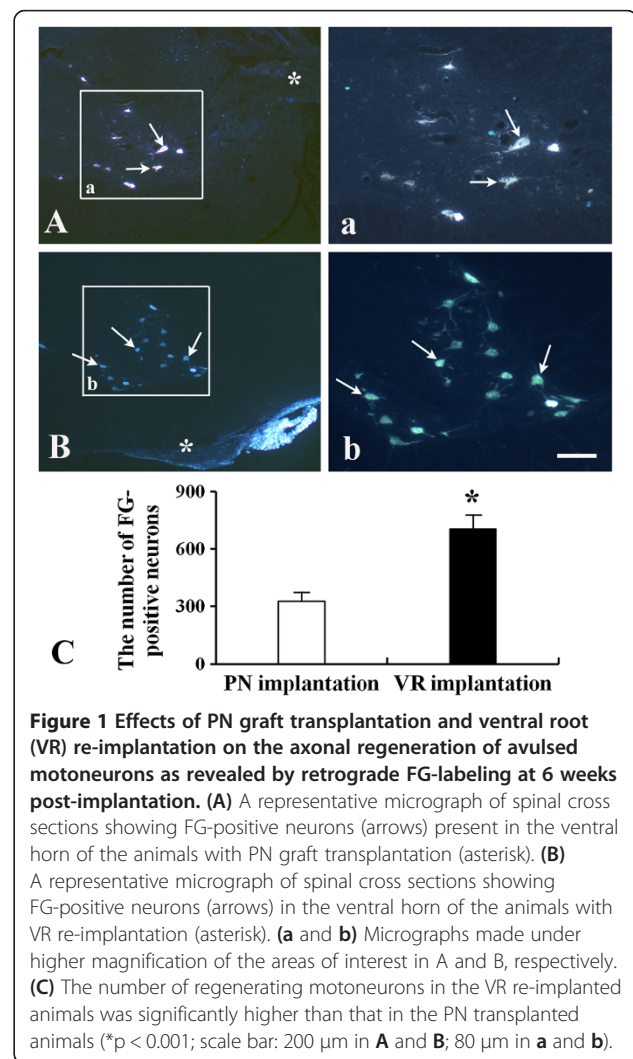 *
a
A
a
b
B
*
b
900
*
600
300
0
The number of FG-
positive neurons
C
PN implantation VR implantation
Figure 1 Effects of PN graft transplantation and ventral root
(VR) re-implantation on the axonal regeneration of avulsed
motoneurons as revealed by retrograde FG-labeling at 6 weeks
post-implantation. (A) A representative micrograph of spinal cross
sections showing FG-positive neurons (arrows) present in the ventral
horn of the animals with PN graft transplantation (asterisk). (B)
A representative micrograph of spinal cross sections showing
FG-positive neurons (arrows) in the ventral horn of the animals with
VR re-implantation (asterisk). (a and b) Micrographs made under
higher magnification of the areas of interest in A and B, respectively.
(C) The number of regenerating motoneurons in the VR re-implanted
animals was significantly higher than that in the PN transplanted
animals (*p < 0.001; scale bar: 200 μm in A and B; 80 μm in a and b).